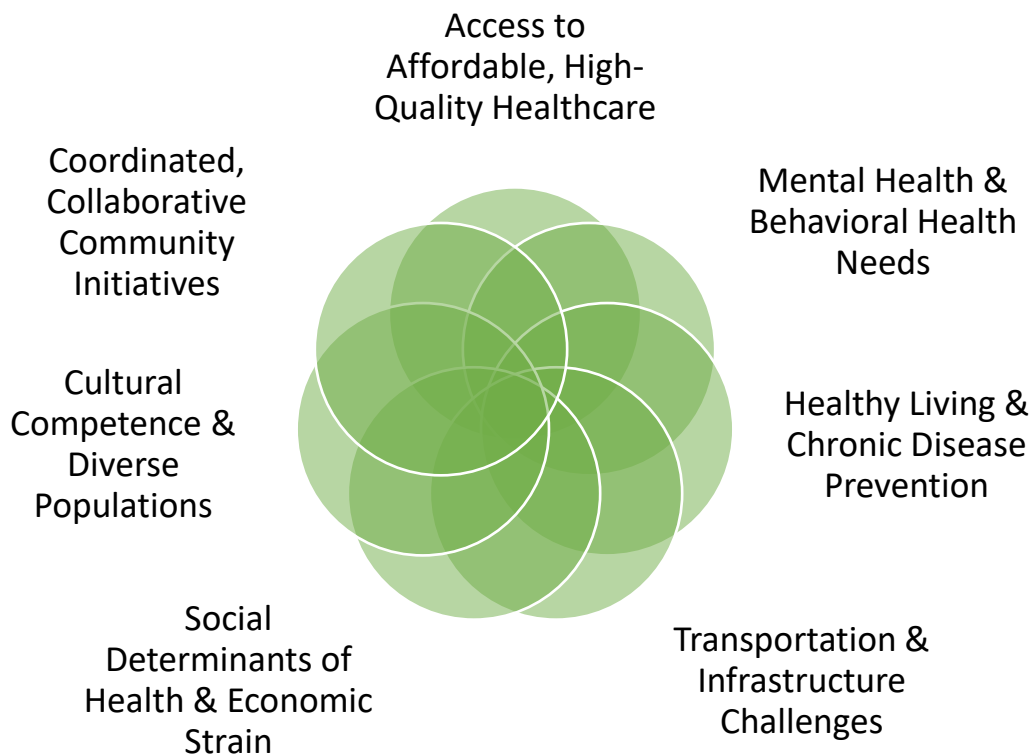 Access to
Affordable, High-
Quality Healthcare
Mental Health &
Behavioral Health
Needs
Healthy Living &
Chronic Disease
Prevention
Transportation &
Infrastructure
Challenges
Social
Determinants of
Health & Economic
Strain
Cultural
Competence &
Diverse
Populations
Coordinated,
Collaborative
Community
Initiatives